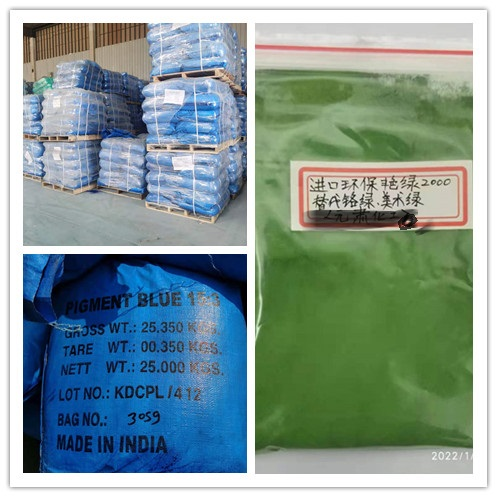 PIGMENT BLUE 15:3
GROSS WT.: 25,350 KGS.
TARE WT.: 00.350 KGS.
NETT WT.: 25.000 KGS.
LOT NO.: KDCPL/412
BAG NO.: 3059
MADE IN INDIA
进口环保艳绿2000
替代铬绿.美术绿
2022/1/